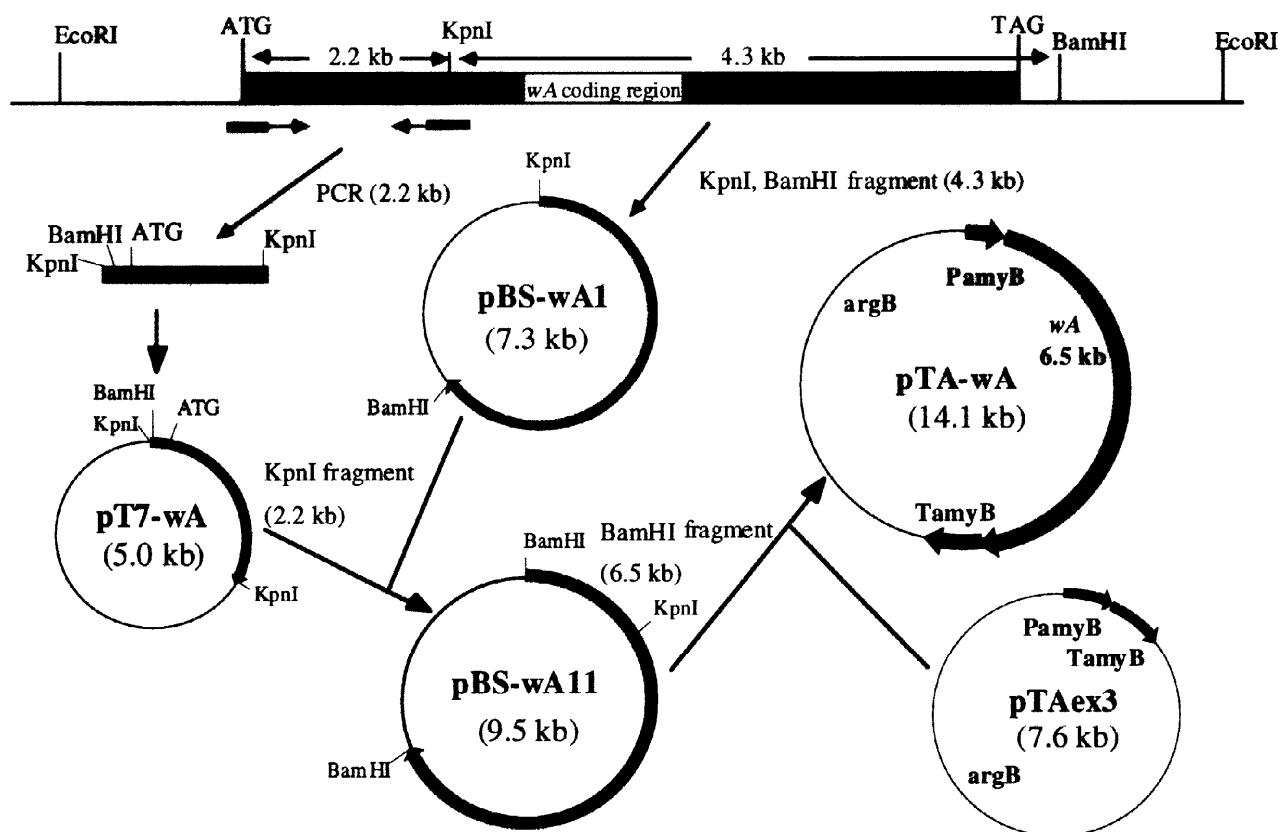 EcoRI
ATG
KpnI
TAG
BamHI
EcoRI
2.2 kb
4.3 kb
wA coding region
PCR (2.2 kb)
KpnI
KpnI, BamHI fragment (4.3 kb)
BamHI ATG
KpnI
KpnI
pBS-wA1
(7.3 kb)
BamHI
PamyB
argB
wA
6.5 kb
pTA-wA
(14.1 kb)
TamyB
BamHI
KpnI
ATG
pT7-wA
(5.0 kb)
KpnI
KpnI fragment
(2.2 kb)
BamHI
BamHI fragment
(6.5 kb)
KpnI
pBS-wA11
(9.5 kb)
BamHI
PamyB
TamyB
pTAex3
(7.6 kb)
argB